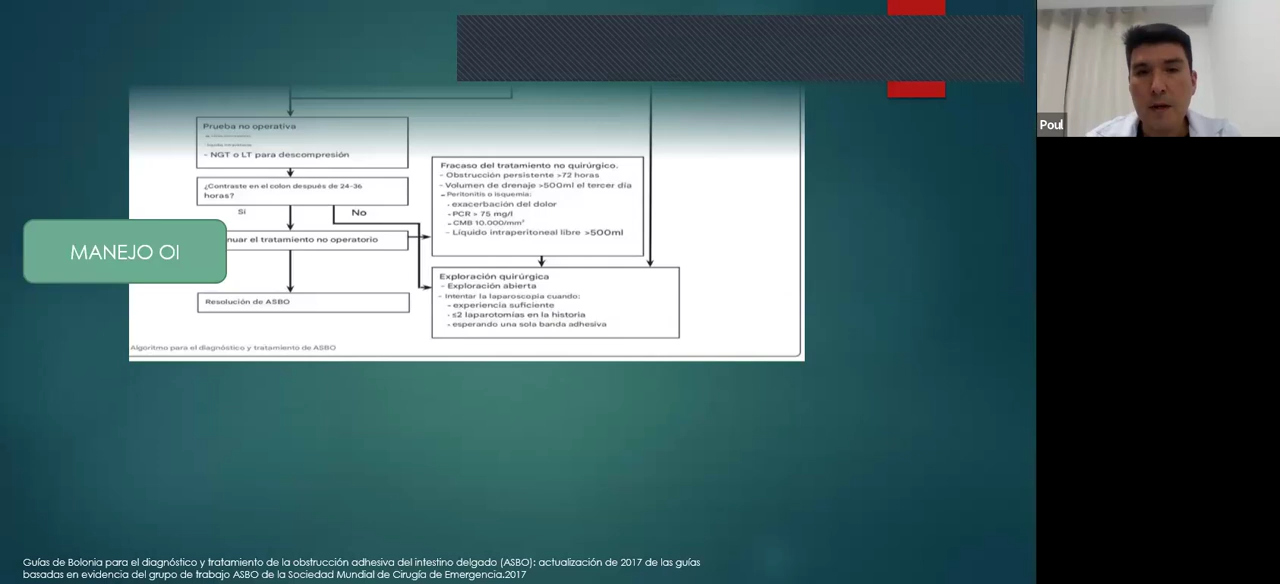 Poul
Prueba no operativa
- NGT o LT para descompresión
¿Contraste en el colon después de 24-36
horas?
Sí
No
nuar el tratamiento no operatorio
Resolución de ASBO
Fracaso del tratamiento no quirúrgico.
- Obstrucción persistente >72 horas
- Volumen de drenaje >500ml el tercer día
- Peritonitis o isquemia:
- exacerbación del dolor
- PCR > 75 mg/l
- CMB 10.000/mm³
- Líquido intraperitoneal libre >500ml
Exploración quirúrgica
- Exploración abierta
- Intentar la laparoscopia cuando:
- experiencia suficiente
- ≤2 laparotomías en la historia
- esperando una sola banda adhesiva
Algoritmo para el diagnóstico y tratamiento de ASBO
MANEJO OI
Guías de Bolonia para el diagnóstico y tratamiento de la obstrucción adhesiva del intestino delgado (ASBO): actualización de 2017 de las guías
basadas en evidencia del grupo de trabajo ASBO de la Sociedad Mundial de Cirugía de Emergencia.2017